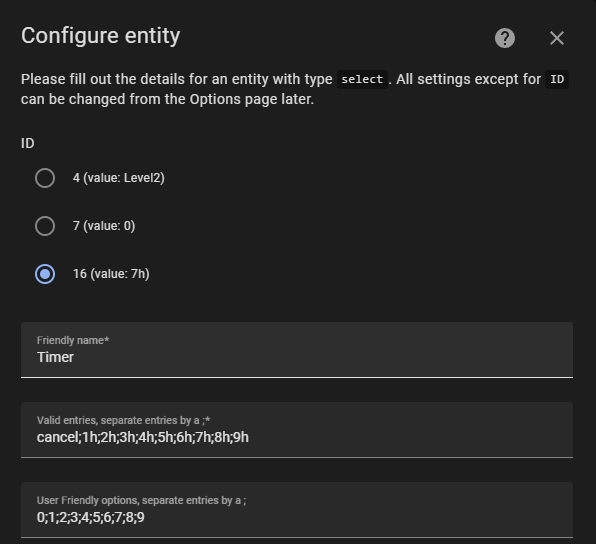 Configure entity
Please fill out the details for an entity with type select. All settings except for ID
can be changed from the Options page later.
ID
4 (value: Level2)
7 (value: 0)
16 (value: 7h)
Friendly name*
Timer
Valid entries, separate entries by a ;*
cancel;1h;2h;3h;4h;5h;6h;7h;8h;9h
User Friendly options, separate entries by a ;
0;1;2;3;4;5;6;7;8;9